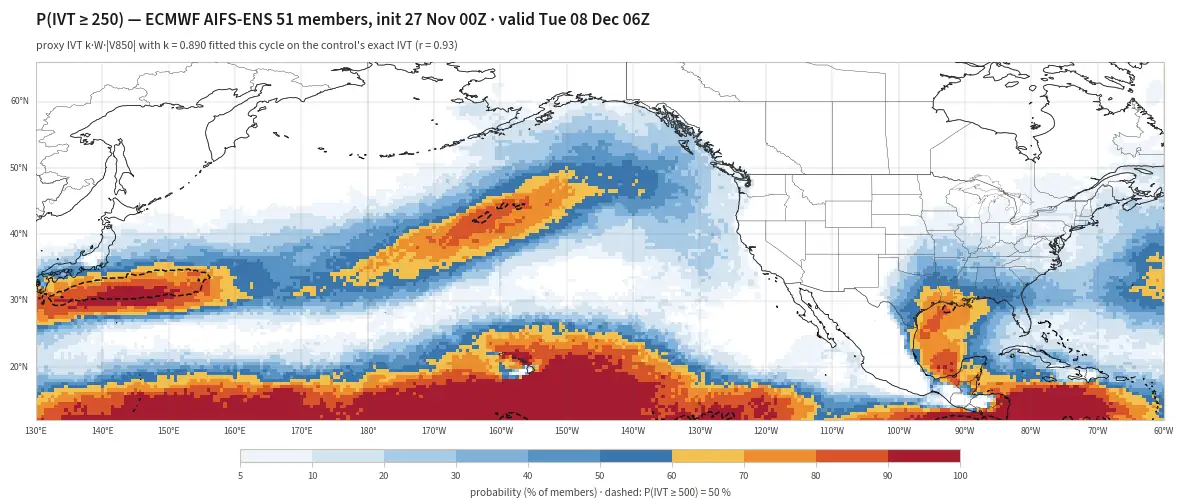 P(IVT ≥ 250) — ECMWF AIFS-ENS 51 members, init 27 Nov 00Z · valid Tue 08 Dec 06Z
proxy IVT k·W·|V850| with k = 0.890 fitted this cycle on the control's exact IVT (r = 0.93)
60°N
50°N
40°N
30°N
20°N
130°E 140°E 150°E 160°E 170°E 180° 170°W 160°W 150°W 140°W 130°W 120°W 110°W 100°W 90°W 80°W 70°W 60°W
5 10 20 30 40 50 60 70 80 90 100
probability (% of members) · dashed: P(IVT ≥ 500) = 50 %